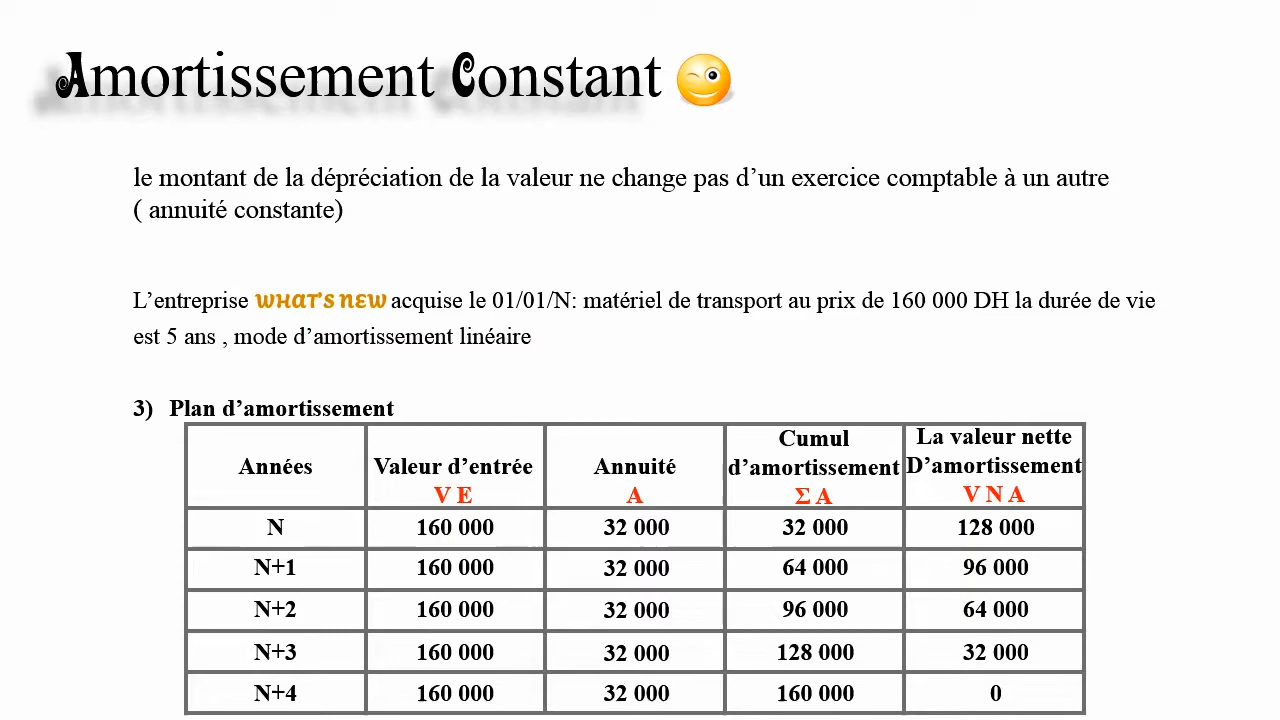 Amortissement Constant
le montant de la dépréciation de la valeur ne change pas d’un exercice comptable à un autre
( annuité constante)
L’entreprise WHAT'S NEW acquise le 01/01/N: matériel de transport au prix de 160 000 DH la durée de vie
est 5 ans , mode d’amortissement linéaire
3) Plan d’amortissement
Années Valeur d’entrée V E Annuité A Cumul d’amortissement Σ A La valeur nette D’amortissement V N A
N 160 000 32 000 32 000 128 000
N+1 160 000 32 000 64 000 96 000
N+2 160 000 32 000 96 000 64 000
N+3 160 000 32 000 128 000 32 000
N+4 160 000 32 000 160 000 0